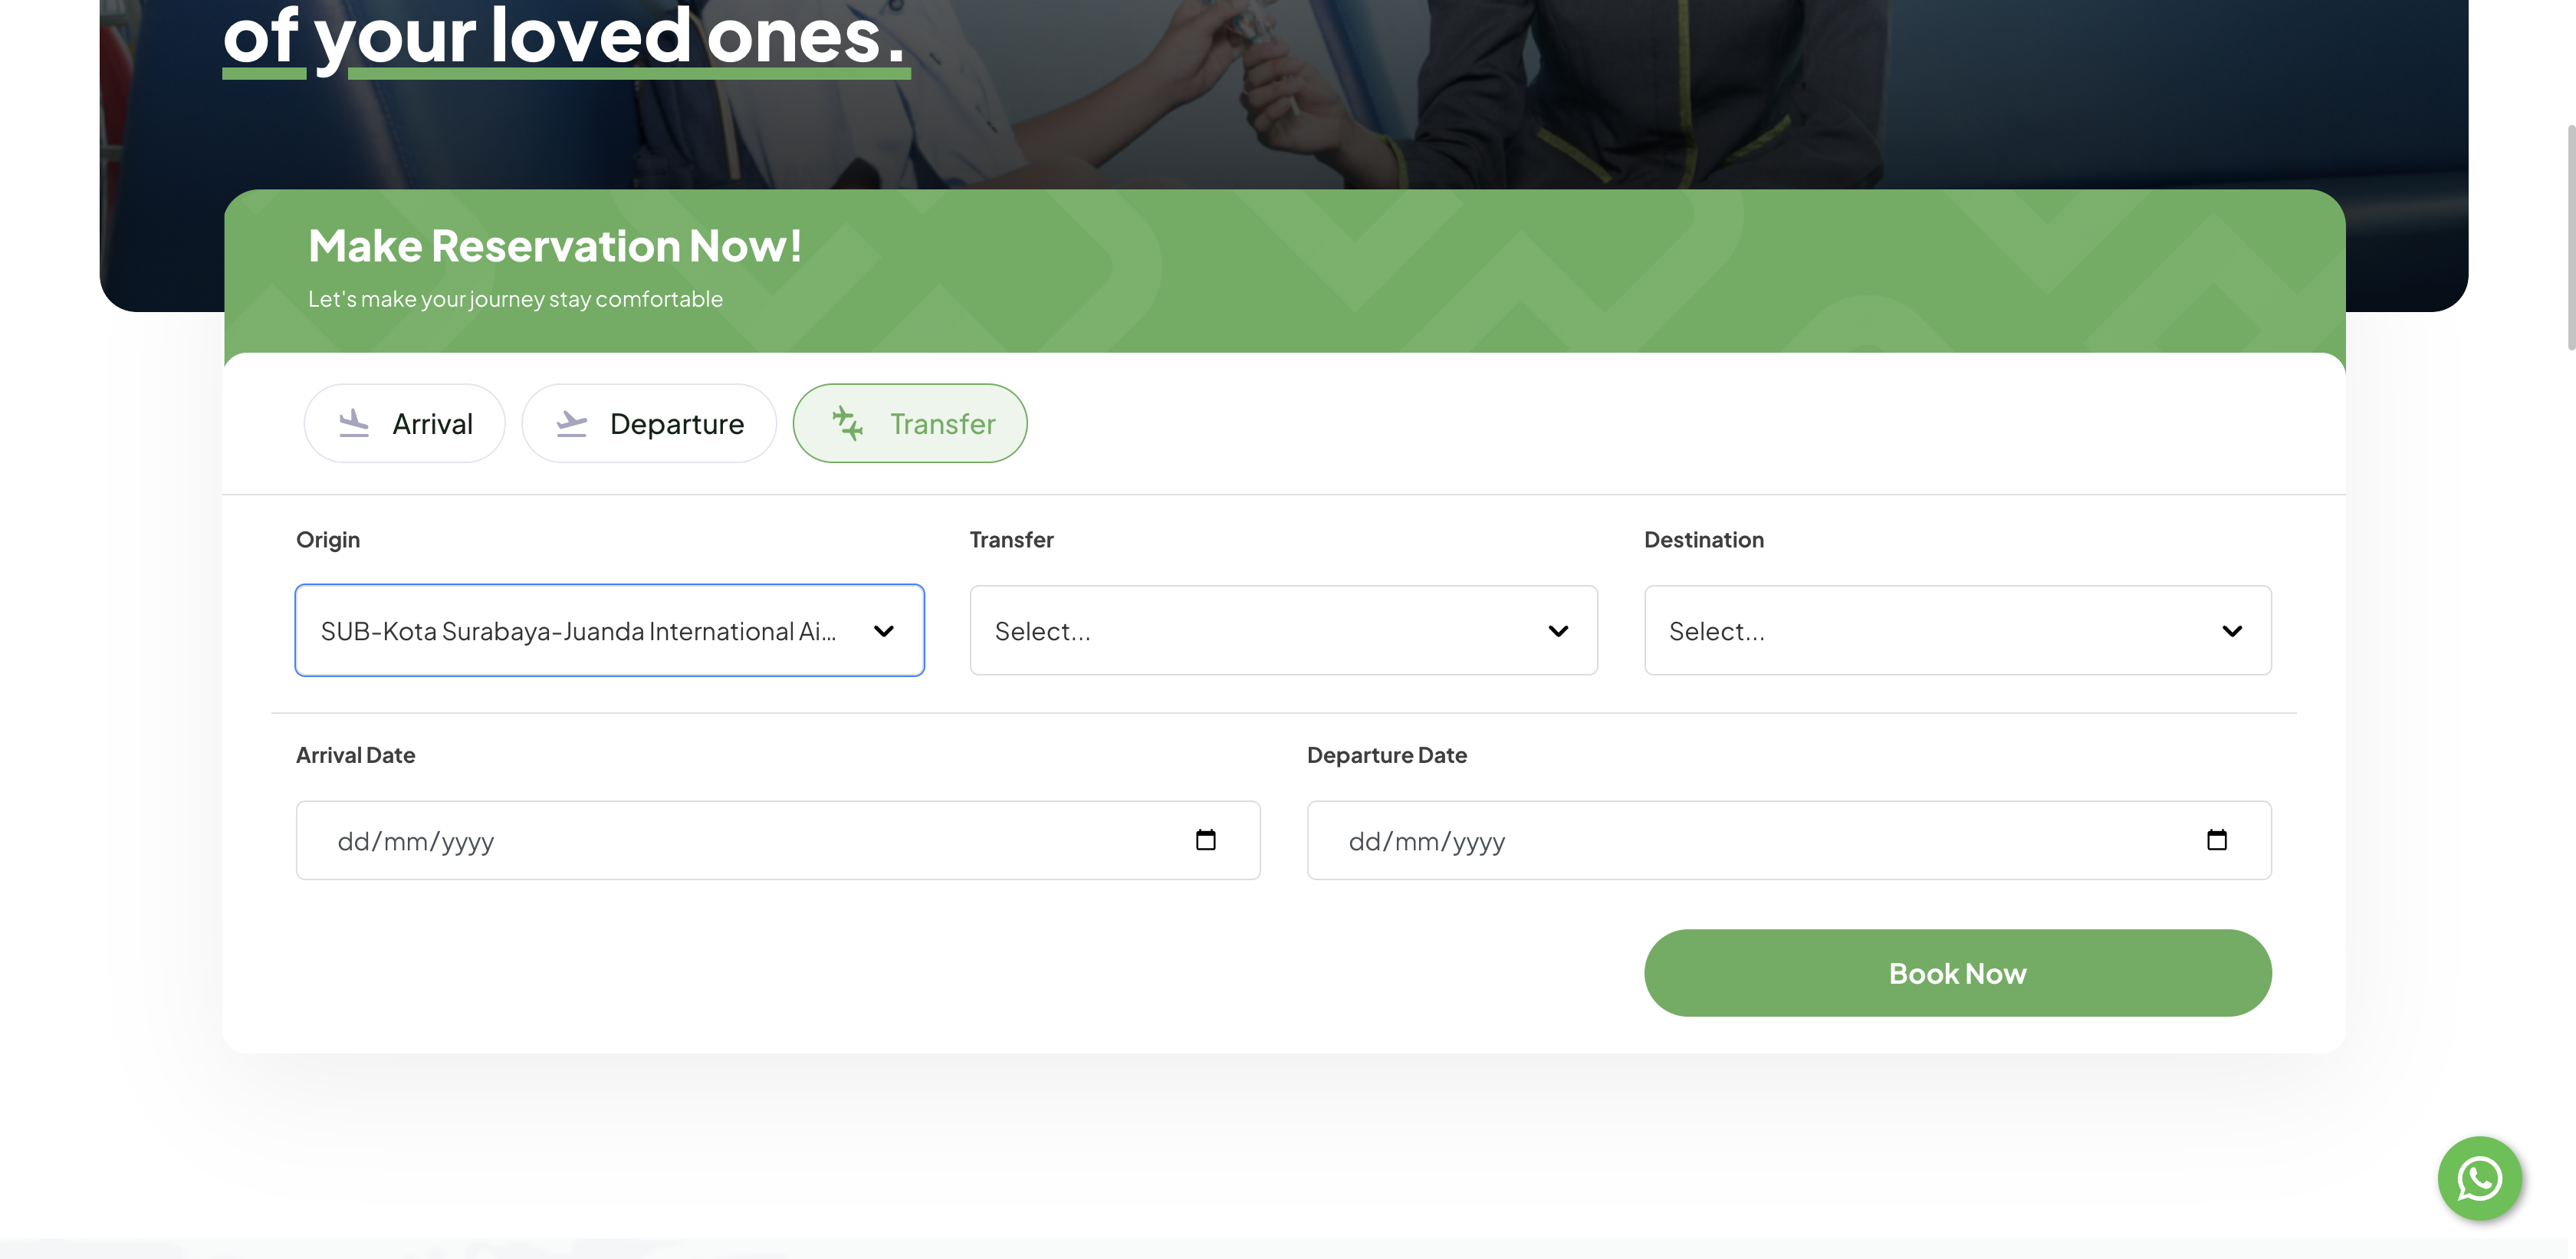 of your loved ones.
Make Reservation Now!
Let's make your journey stay comfortable
Arrival
Departure
Transfer
Origin
Transfer
Destination
SUB-Kota Surabaya-Juanda International Ai...
Select...
Select...
Arrival Date
Departure Date
dd/mm/yyyy
dd/mm/yyyy
Book Now